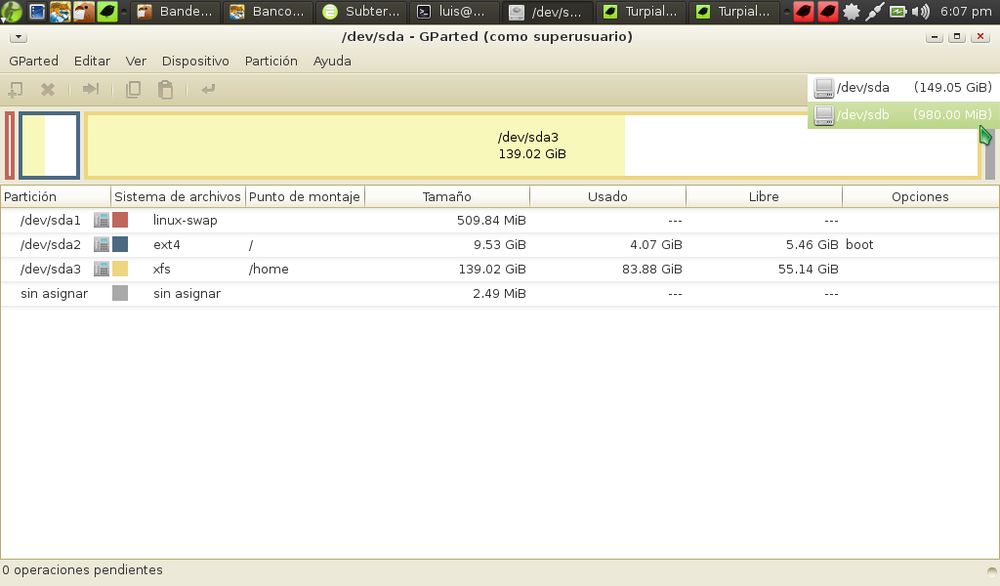 Bande... Banco... Subter... luis@... /dev/s... Turpial... Turpial... 6:07 pm
/dev/sda - GParted (como superusuario)
GParted Editar Ver Dispositivo Partición Ayuda
/dev/sda (149.05 GiB)
/dev/sdb (980.00 MiB)
/dev/sda3
139.02 GiB
Partición Sistema de archivos Punto de montaje Tamaño Usado Libre Opciones
/dev/sda1 linux-swap 509.84 MiB --- ---
/dev/sda2 ext4 / 9.53 GiB 4.07 GiB 5.46 GiB boot
/dev/sda3 xfs /home 139.02 GiB 83.88 GiB 55.14 GiB
sin asignar sin asignar 2.49 MiB --- ---
0 operaciones pendientes